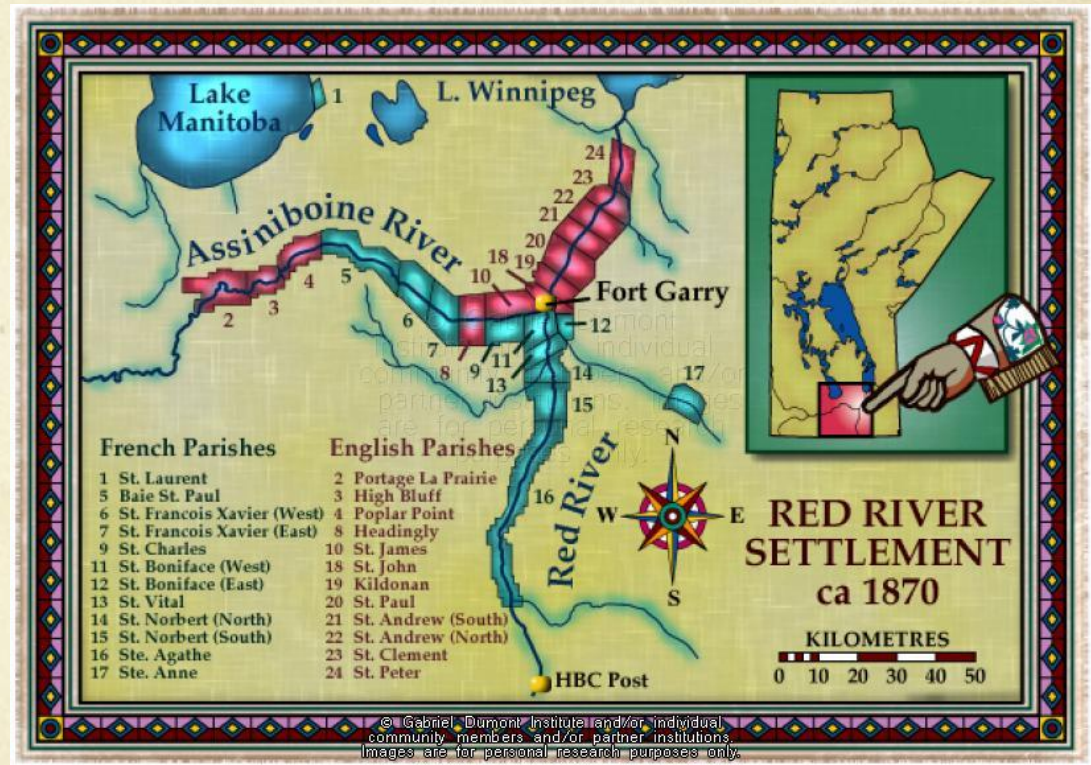 Lake
Manitoba
1
L. Winnipeg
24
23
22
21
20
19
18
10
Assiniboine River
Fort Garry
2
3
4
5
6
7
8
9
11
13
12
14
15
17
16
Red River
N
W
E
S
HBC Post
French Parishes
1 St. Laurent
5 Baie St. Paul
6 St. Francois Xavier (West)
7 St. Francois Xavier (East)
9 St. Charles
11 St. Boniface (West)
12 St. Boniface (East)
13 St. Vital
14 St. Norbert (North)
15 St. Norbert (South)
16 Ste. Agathe
17 Ste. Anne
English Parishes
2 Portage La Prairie
3 High Bluff
4 Poplar Point
8 Headingly
10 St. James
18 St. John
19 Kildonan
20 St. Paul
21 St. Andrew (South)
22 St. Andrew (North)
23 St. Clement
24 St. Peter
RED RIVER
SETTLEMENT
ca 1870
KILOMETRES
0 10 20 30 40 50
© Gabriel Dumont Institute and/or individual
community members and/or partner institutions.
Images are for personal research purposes only.